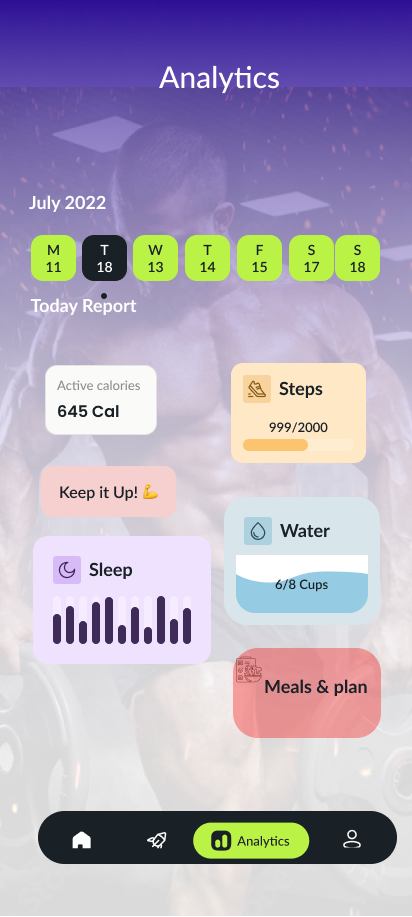 Analytics
July 2022
M T W T F S S
11 18 13 14 15 17 18
Today Report
Active calories
645 Cal
Steps
999/2000
Keep it Up! 💪
Water
6/8 Cups
Sleep
Meals & plan
Analytics